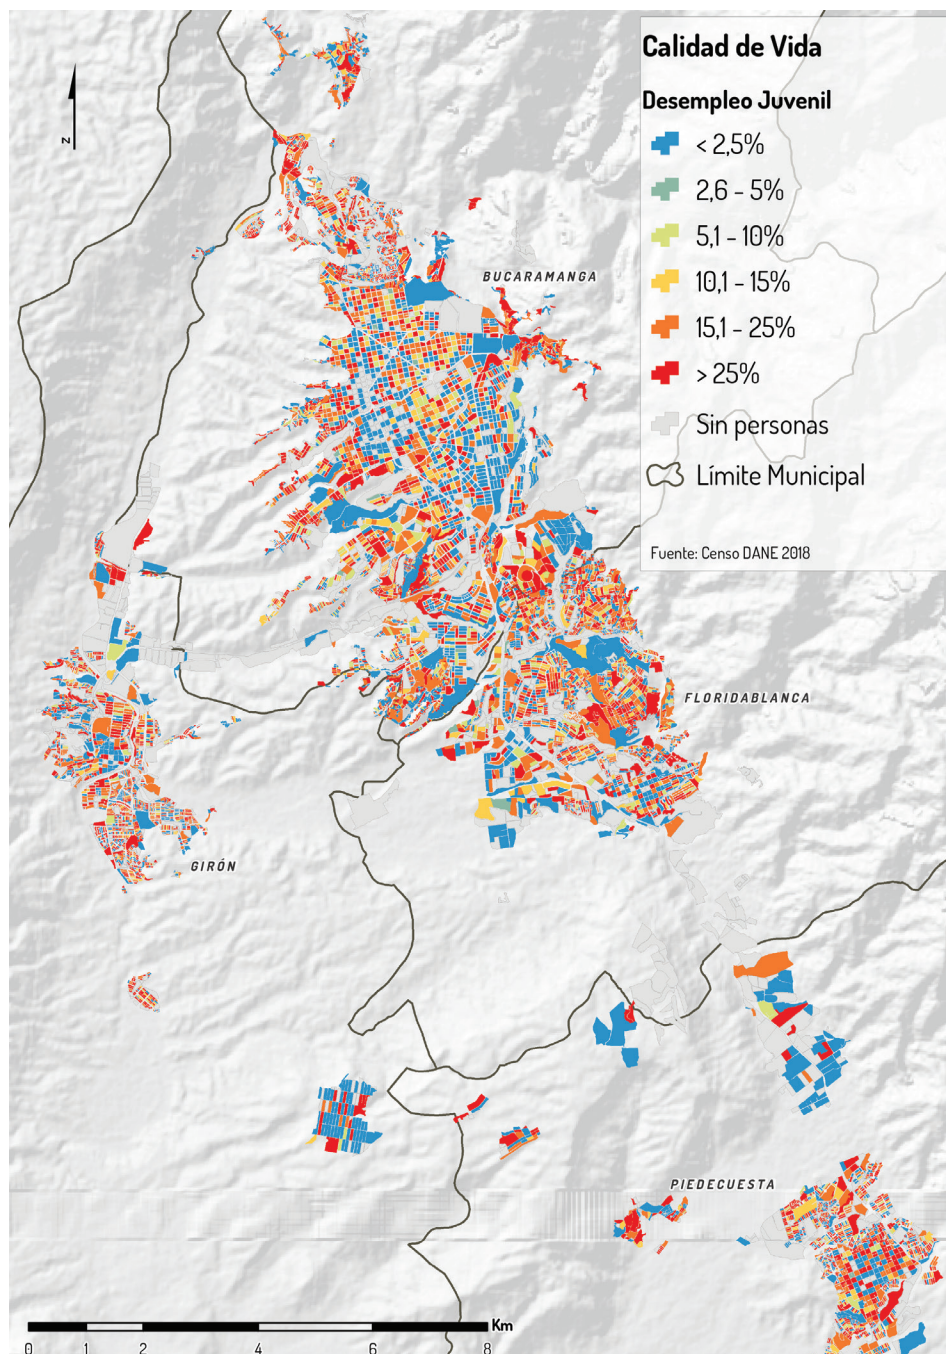 Calidad de Vida
Desempleo Juvenil
< 2,5%
2,6 - 5%
5,1 - 10%
10,1 - 15%
15,1 - 25%
> 25%
Sin personas
Límite Municipal
Fuente: Censo DANE 2018
N
BUCARAMANGA
FLORIDABLANCA
GIRÓN
PIEDECUESTA
Km
0 1 2 4 6 8